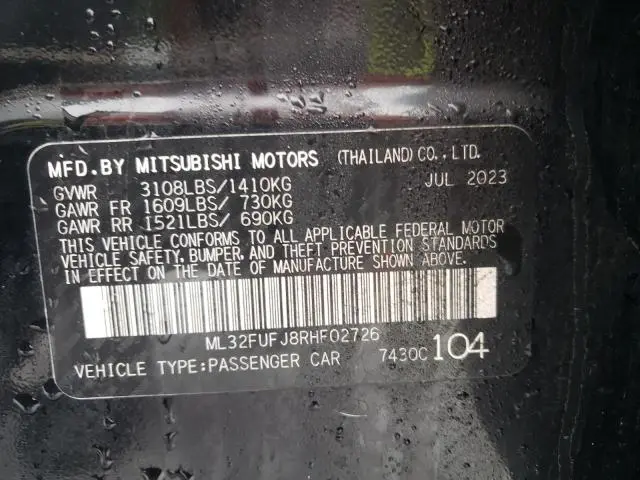 MFD.BY MITSUBISHI MOTORS (THAILAND)CO.,LTD.
GVWR 3108LBS/1410KG JUL 2023
GAWR FR 1609LBS/ 730KG
GAWR RR 1521LBS/ 690KG
THIS VEHICLE CONFORMS TO ALL APPLICABLE FEDERAL MOTOR
VEHICLE SAFETY, BUMPER, AND THEFT PREVENTION STANDARDS
IN EFFECT ON THE DATE OF MANUFACTURE SHOWN ABOVE.
ML32FUFJ8RHF02726
VEHICLE TYPE:PASSENGER CAR 7430C 104